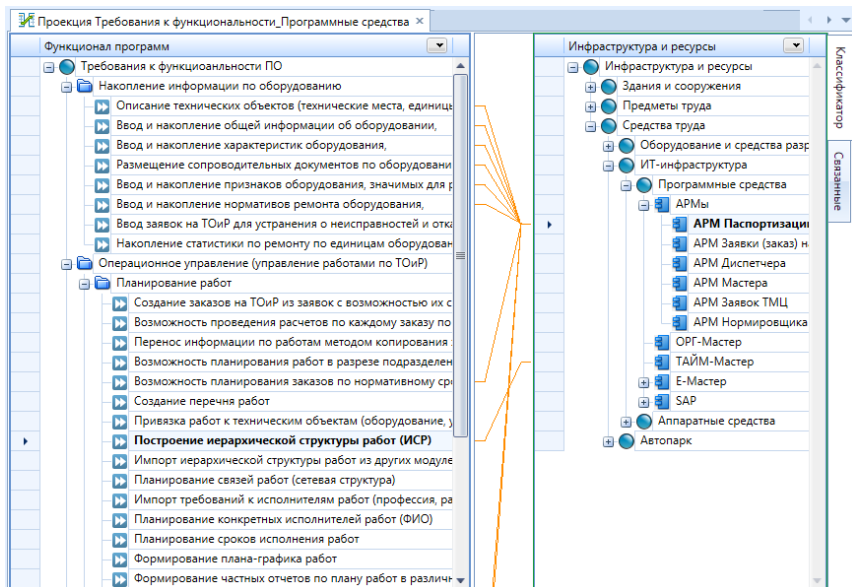 Проекция Требования к функциональности_Программные средства ×
Функционал программ
Требования к функциоанльности ПО
Накопление информации по оборудованию
Описание технических объектов (технические места, единицы
Ввод и накопление общей информации об оборудовании,
Ввод и накопление характеристик оборудования,
Размещение сопроводительных документов по оборудовани
Ввод и накопление признаков оборудования, значимых для р
Ввод и накопление нормативов ремонта оборудования,
Ввод заявок на ТОиР для устранения о неисправностей и отка
Накопление статистики по ремонту по единицам оборудован
Операционное управление (управление работами по ТОиР)
Планирование работ
Создание заказов на ТОиР из заявок с возможностью их с
Возможность проведения расчетов по каждому заказу по
Перенос информации по работам методом копирования
Возможность планирования работ в разрезе подразделен
Возможность планирования заказов по нормативному сро
Создание перечня работ
Привязка работ к техническим объектам (оборудование, у
Построение иерархической структуры работ (ИСР)
Импорт иерархической структуры работ из других модуле
Планирование связей работ (сетевая структура)
Импорт требований к исполнителям работ (профессия, ра
Планирование конкретных исполнителей работ (ФИО)
Планирование сроков исполнения работ
Формирование плана-графика работ
Формирование частных отчетов по плану работ в различн
Инфраструктура и ресурсы
Инфраструктура и ресурсы
Здания и сооружения
Предметы труда
Средства труда
Оборудование и средства разр
ИТ-инфраструктура
Программные средства
АРМы
АРМ Паспортизации
АРМ Заявки (заказ) н
АРМ Диспетчера
АРМ Мастера
АРМ Заявок ТМЦ
АРМ Нормировщика
ОРГ-Мастер
ТАЙМ-Мастер
Е-Мастер
SAP
Аппаратные средства
Автопарк
Классификатор
Связанные